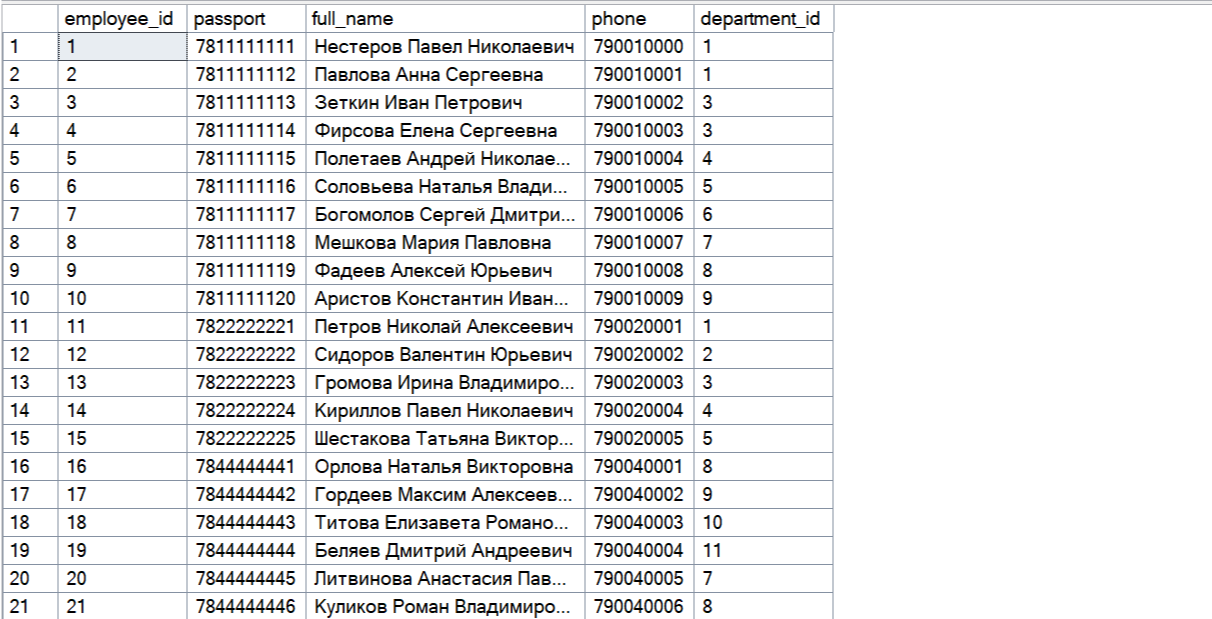 employee_id passport full_name phone department_id
1 1 7811111111 Нестеров Павел Николаевич 790010000 1
2 2 7811111112 Павлова Анна Сергеевна 790010001 1
3 3 7811111113 Зеткин Иван Петрович 790010002 3
4 4 7811111114 Фирсова Елена Сергеевна 790010003 3
5 5 7811111115 Полетаев Андрей Николае... 790010004 4
6 6 7811111116 Соловьева Наталья Влади... 790010005 5
7 7 7811111117 Богомолов Сергей Дмитри... 790010006 6
8 8 7811111118 Мешкова Мария Павловна 790010007 7
9 9 7811111119 Фадеев Алексей Юрьевич 790010008 8
10 10 7811111120 Аристов Константин Иван... 790010009 9
11 11 7822222221 Петров Николай Алексеевич 790020001 1
12 12 7822222222 Сидоров Валентин Юрьевич 790020002 2
13 13 7822222223 Громова Ирина Владимиро... 790020003 3
14 14 7822222224 Кириллов Павел Николаевич 790020004 4
15 15 7822222225 Шестакова Татьяна Виктор... 790020005 5
16 16 7844444441 Орлова Наталья Викторовна 790040001 8
17 17 7844444442 Гордеев Максим Алексеев... 790040002 9
18 18 7844444443 Титова Елизавета Романо... 790040003 10
19 19 7844444444 Беляев Дмитрий Андреевич 790040004 11
20 20 7844444445 Литвинова Анастасия Пав... 790040005 7
21 21 7844444446 Куликов Роман Владимиро... 790040006 8